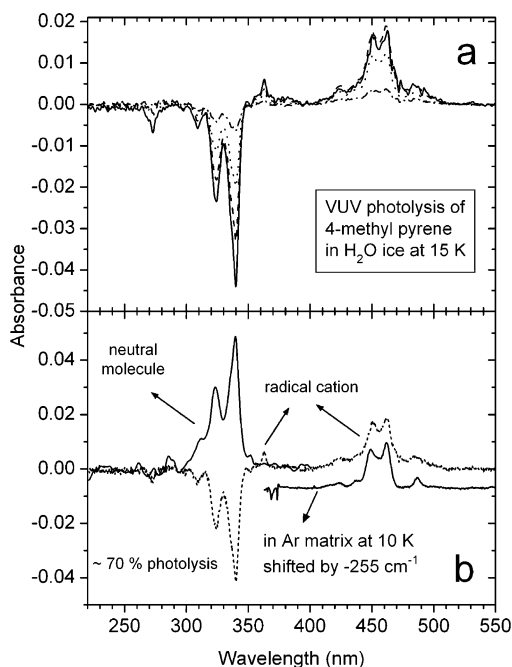 0.02
0.01
0.00
-0.01
-0.02
-0.03
-0.04
-0.05
a
VUV photolysis of
4-methyl pyrene
in H₂O ice at 15 K
Absorbance
0.04
0.02
0.00
-0.02
-0.04
neutral
molecule
radical cation
in Ar matrix at 10 K
shifted by -255 cm⁻¹
~ 70 % photolysis
b
250 300 350 400 450 500 550
Wavelength (nm)